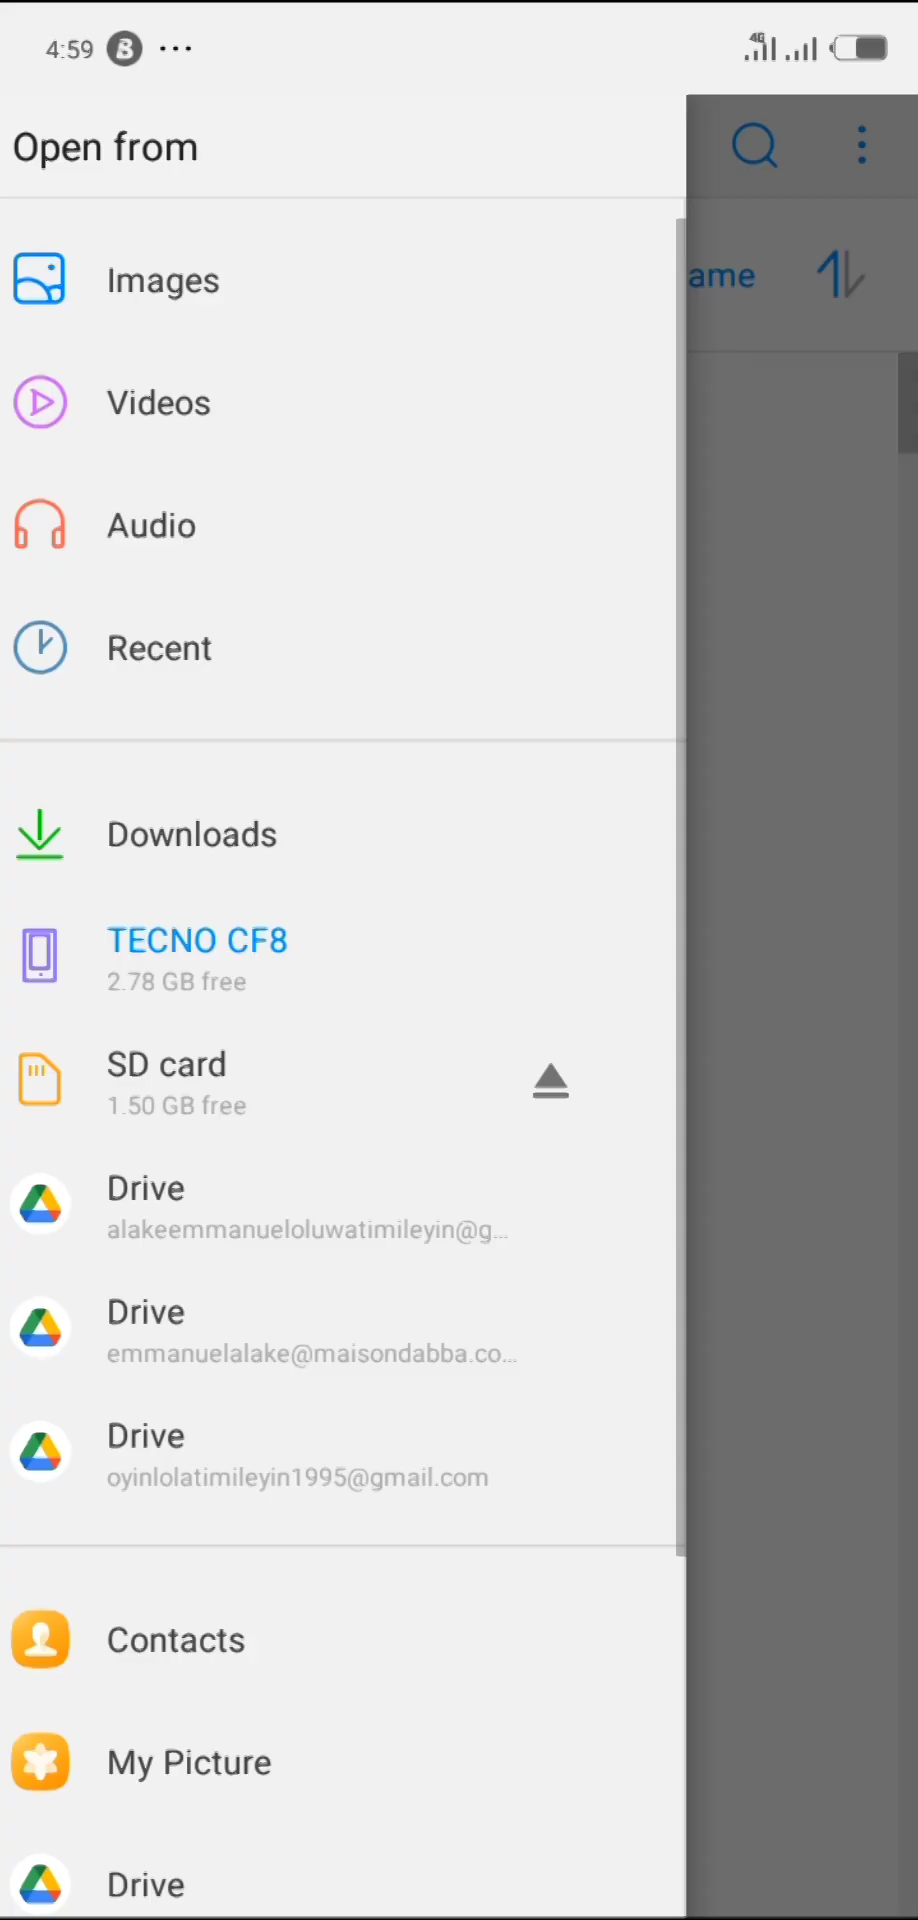 4:59
4G
Open from
ame
Images
Videos
Audio
Recent
Downloads
TECNO CF8
2.78 GB free
SD card
1.50 GB free
Drive
alakeemmanueloluwatimileyin@g...
Drive
emmanuelalake@maisondabba.co...
Drive
oyinlolatimileyin1995@gmail.com
Contacts
My Picture
Drive